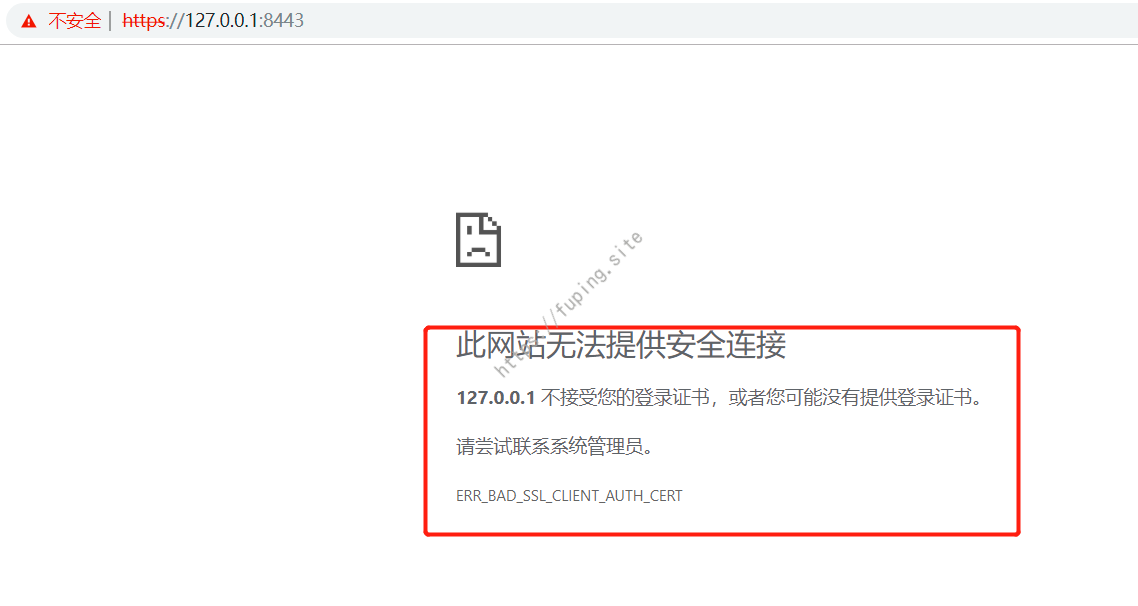 不安全 | https://127.0.0.1:8443
https://fuping.site
此网站无法提供安全连接
127.0.0.1 不接受您的登录证书，或者您可能没有提供登录证书。
请尝试联系系统管理员。
ERR_BAD_SSL_CLIENT_AUTH_CERT